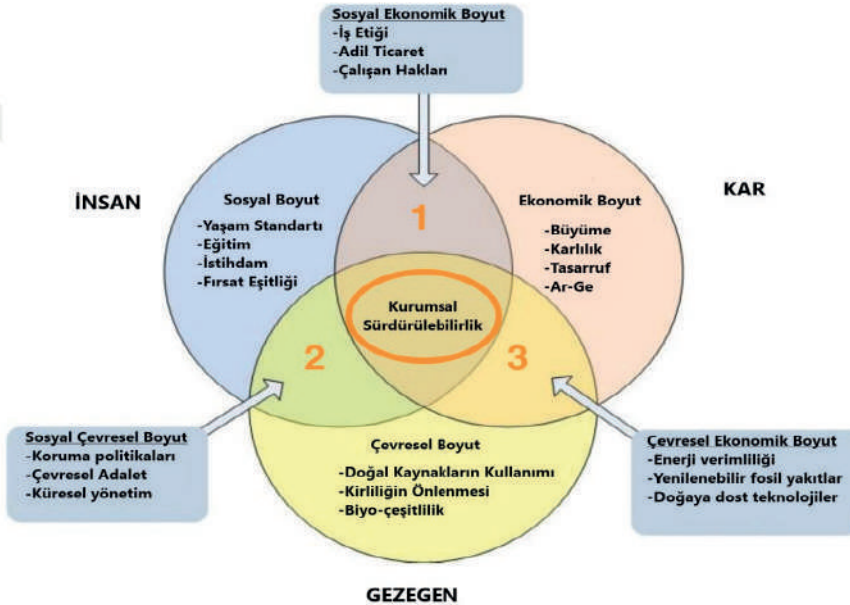 Sosyal Ekonomik Boyut
-İş Etiği
-Adil Ticaret
-Çalışan Hakları
İNSAN
KAR
Sosyal Boyut
-Yaşam Standartı
-Eğitim
-İstihdam
-Fırsat Eşitliği
1
Ekonomik Boyut
-Büyüme
-Karlılık
-Tasarruf
-Ar-Ge
Kurumsal
Sürdürülebilirlik
2
3
Sosyal Çevresel Boyut
-Koruma politikaları
-Çevresel Adalet
-Küresel yönetim
Çevresel Boyut
-Doğal Kaynakların Kullanımı
-Kirliliğin Önlenmesi
-Biyo-çeşitlilik
Çevresel Ekonomik Boyut
-Enerji verimliliği
-Yenilenebilir fosil yakıtlar
-Doğaya dost teknolojiler
GEZEGEN